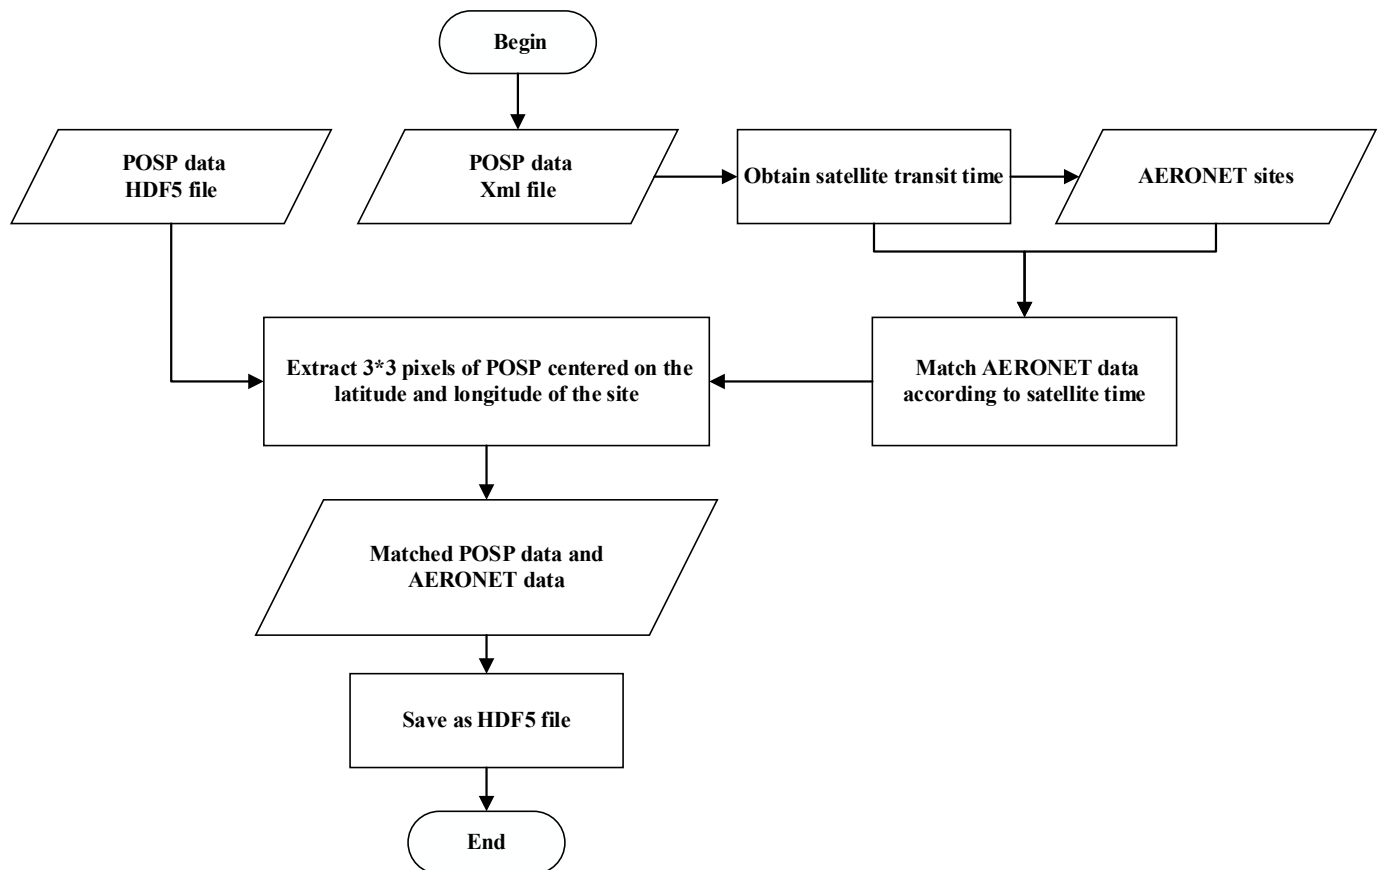 Begin
POSP data
HDF5 file
POSP data
Xml file
Obtain satellite transit time
AERONET sites
Extract 3*3 pixels of POSP centered on the
latitude and longitude of the site
Match AERONET data
according to satellite time
Matched POSP data and
AERONET data
Save as HDF5 file
End